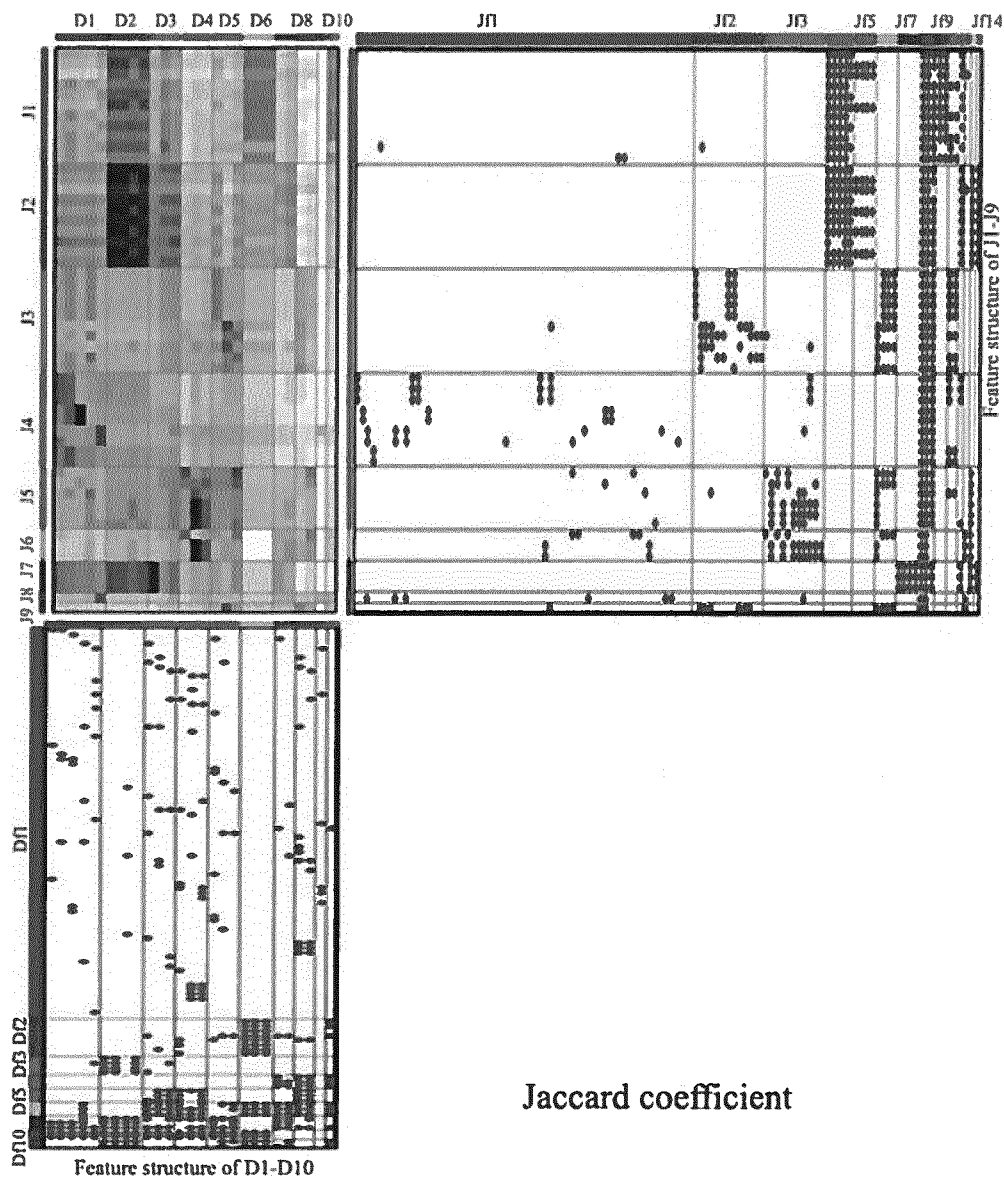 D1 D2 D3 D4 D5 D6 D8 D10
Jf1 Jf2 Jf3 Jf5 Jf7 Jf9 Jf14
J1
J2
J3
J4
J5
J6
J7
J8
J9
Feature structure of J1-J9
Df1
Df2
Df3
Df5
Df10
Jaccard coefficient
Feature structure of D1-D10